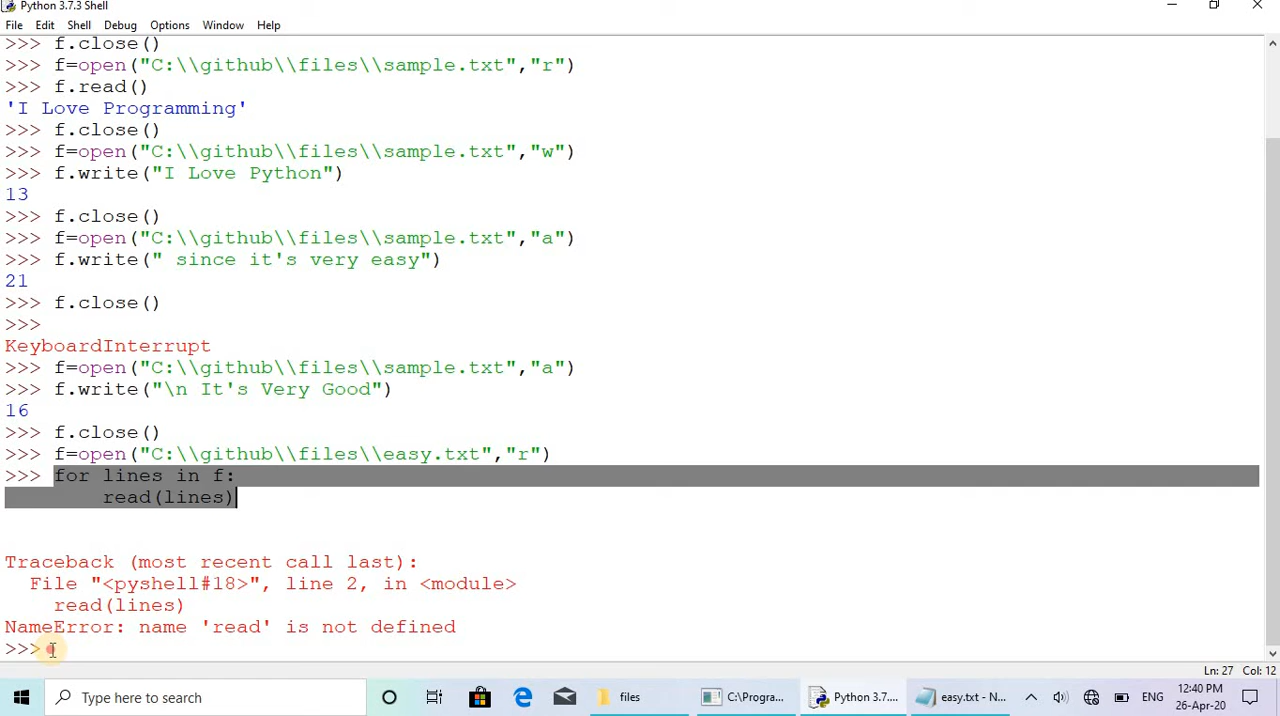 Python 3.7.3 Shell
File Edit Shell Debug Options Window Help
>>> f.close()
>>> f=open("C:\\github\\files\\sample.txt","r")
>>> f.read()
'I Love Programming'
>>> f.close()
>>> f=open("C:\\github\\files\\sample.txt","w")
>>> f.write("I Love Python")
13
>>> f.close()
>>> f=open("C:\\github\\files\\sample.txt","a")
>>> f.write(" since it's very easy")
21
>>> f.close()
>>>
KeyboardInterrupt
>>> f=open("C:\\github\\files\\sample.txt","a")
>>> f.write("\n It's Very Good")
16
>>> f.close()
>>> f=open("C:\\github\\files\\easy.txt","r")
>>> for lines in f:
        read(lines)
Traceback (most recent call last):
  File "<pyshell#18>", line 2, in <module>
    read(lines)
NameError: name 'read' is not defined
>>>
Ln: 27 Col: 12
Type here to search files C:\Progra... Python 3.7.... easy.txt - N... ENG 12:40 PM
26-Apr-20